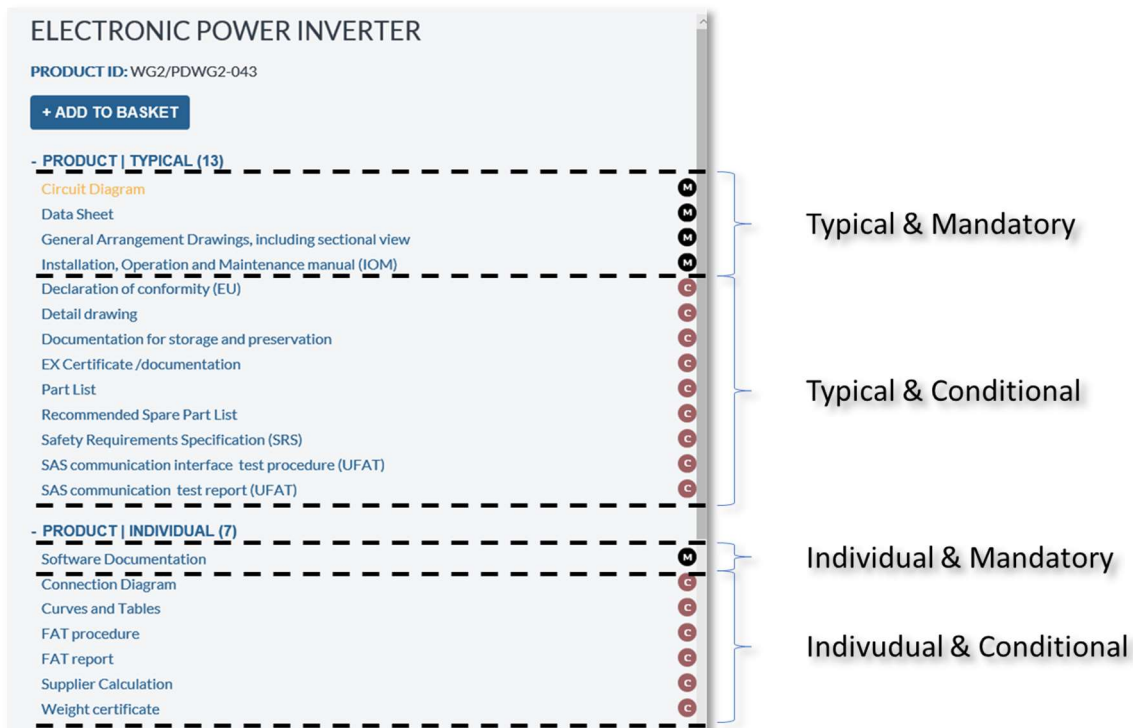 ELECTRONIC POWER INVERTER
PRODUCT ID: WG2/PDWG2-043
+ ADD TO BASKET
- PRODUCT | TYPICAL (13)
Circuit Diagram M
Data Sheet M
General Arrangement Drawings, including sectional view M
Installation, Operation and Maintenance manual (IOM) M
Typical & Mandatory
Declaration of conformity (EU) C
Detail drawing C
Documentation for storage and preservation C
EX Certificate /documentation C
Part List C
Recommended Spare Part List C
Safety Requirements Specification (SRS) C
SAS communication interface test procedure (UFAT) C
SAS communication test report (UFAT) C
Typical & Conditional
- PRODUCT | INDIVIDUAL (7)
Software Documentation M
Individual & Mandatory
Connection Diagram C
Curves and Tables C
FAT procedure C
FAT report C
Supplier Calculation C
Weight certificate C
Indivudual & Conditional